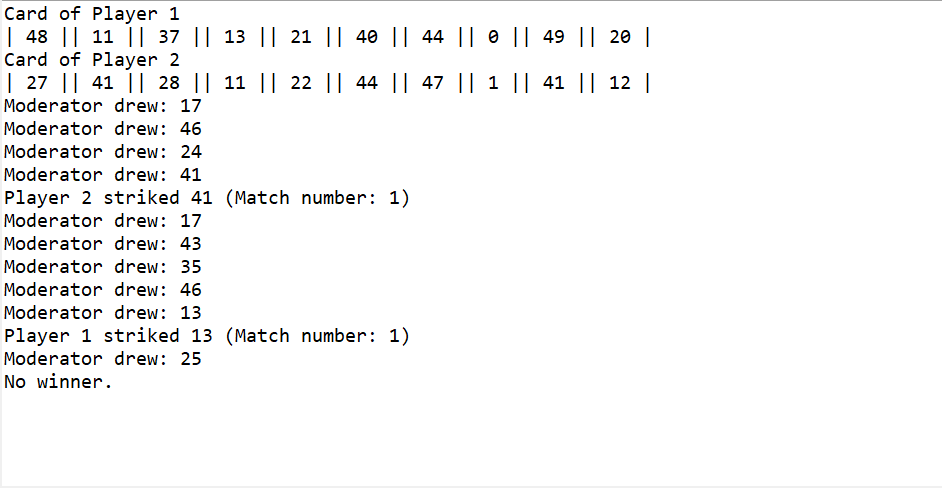 Card of Player 1
| 48 || 11 || 37 || 13 || 21 || 40 || 44 || 0 || 49 || 20 |
Card of Player 2
| 27 || 41 || 28 || 11 || 22 || 44 || 47 || 1 || 41 || 12 |
Moderator drew: 17
Moderator drew: 46
Moderator drew: 24
Moderator drew: 41
Player 2 striked 41 (Match number: 1)
Moderator drew: 17
Moderator drew: 43
Moderator drew: 35
Moderator drew: 46
Moderator drew: 13
Player 1 striked 13 (Match number: 1)
Moderator drew: 25
No winner.